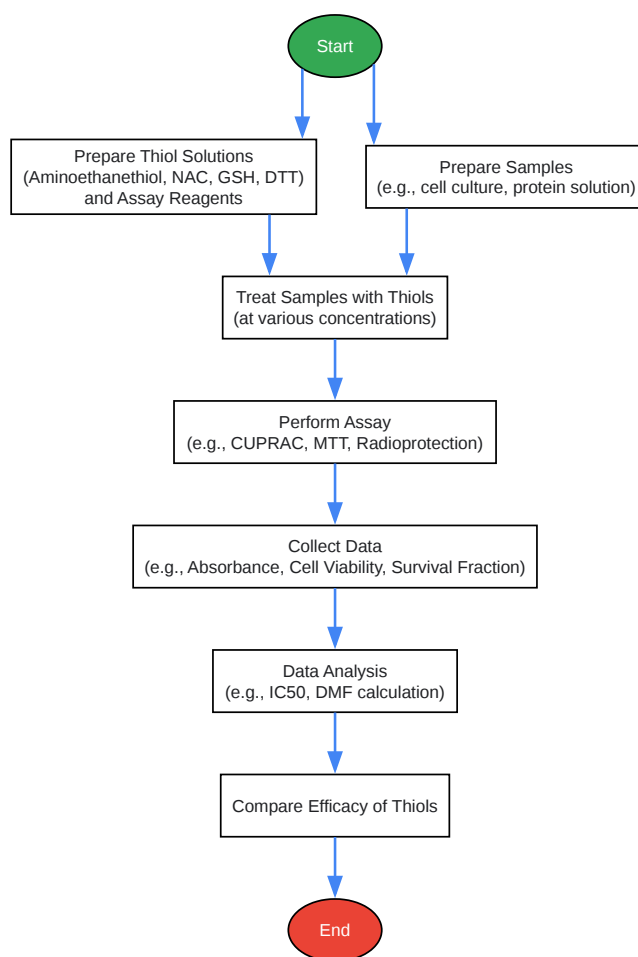 Start
Prepare Thiol Solutions
(Aminoethanethiol, NAC, GSH, DTT)
and Assay Reagents
Prepare Samples
(e.g., cell culture, protein solution)
Treat Samples with Thiols
(at various concentrations)
Perform Assay
(e.g., CUPRAC, MTT, Radioprotection)
Collect Data
(e.g., Absorbance, Cell Viability, Survival Fraction)
Data Analysis
(e.g., IC50, DMF calculation)
Compare Efficacy of Thiols
End